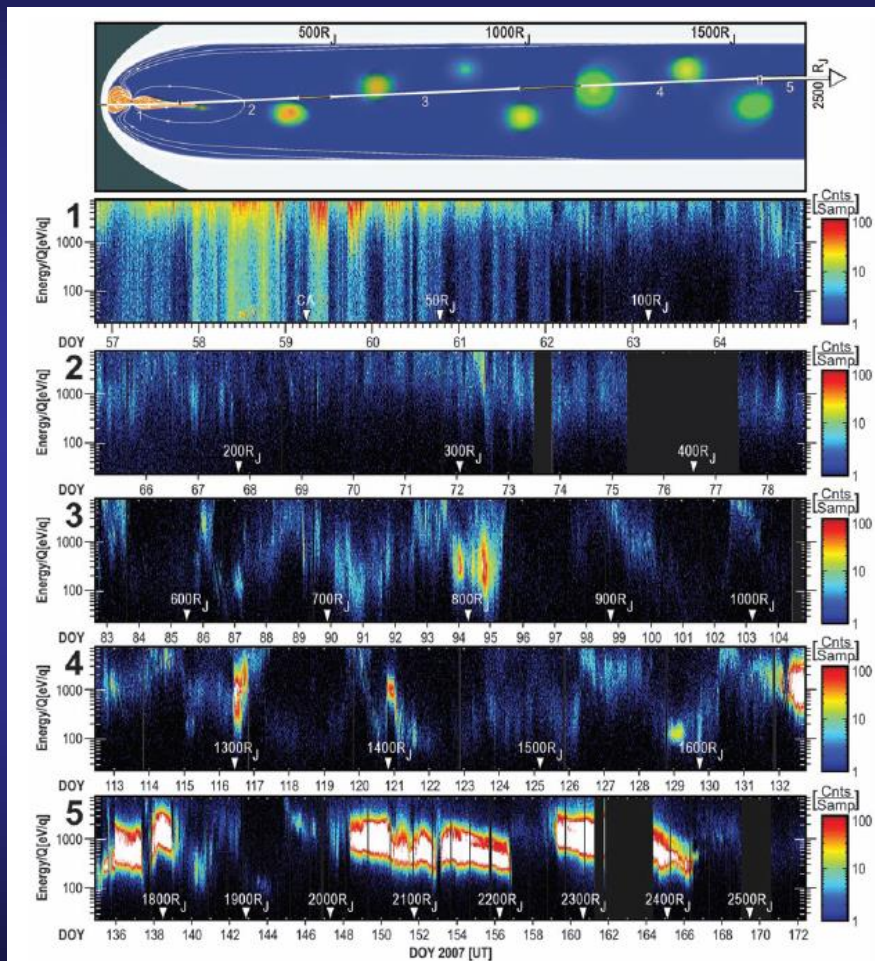 500RJ 1000RJ 1500RJ
2500 RJ
1 2 3 4 5
1
Cnts
Samp
Energy/Q[eV/q]
1000
100
100
10
1
CA 50RJ 100RJ
DOY 57 58 59 60 61 62 63 64
2
Cnts
Samp
Energy/Q[eV/q]
1000
100
100
10
1
200RJ 300RJ 400RJ
DOY 66 67 68 69 70 71 72 73 74 75 76 77 78
3
Cnts
Samp
Energy/Q[eV/q]
1000
100
100
10
1
600RJ 700RJ 800RJ 900RJ 1000RJ
DOY 83 84 85 86 87 88 89 90 91 92 93 94 95 96 97 98 99 100 101 102 103 104
4
Cnts
Samp
Energy/Q[eV/q]
1000
100
100
10
1
1300RJ 1400RJ 1500RJ 1600RJ
DOY 113 114 115 116 117 118 119 120 121 122 123 124 125 126 127 128 129 130 131 132
5
Cnts
Samp
Energy/Q[eV/q]
1000
100
100
10
1
1800RJ 1900RJ 2000RJ 2100RJ 2200RJ 2300RJ 2400RJ 2500RJ
DOY 136 138 140 142 144 146 148 150 152 154 156 158 160 162 164 166 168 170 172
DOY 2007 [UT]